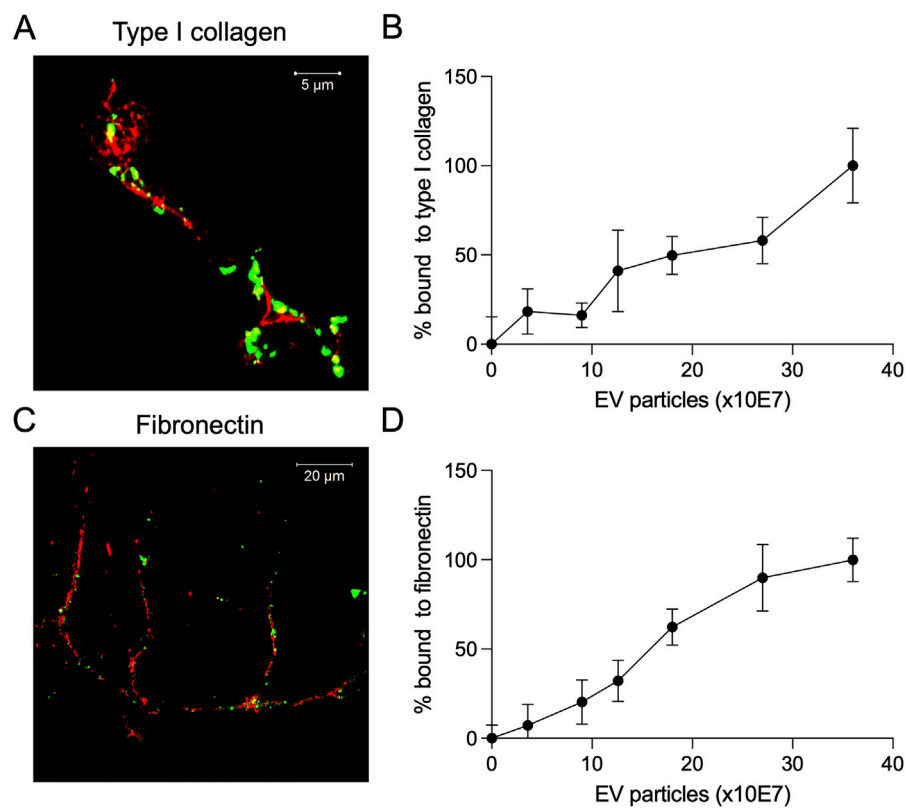 A
Type I collagen
5 µm
B
150
100
50
0
% bound to type I collagen
0
10
20
30
40
EV particles (x10E7)
C
Fibronectin
20 µm
D
150
100
50
0
% bound to fibronectin
0
10
20
30
40
EV particles (x10E7)